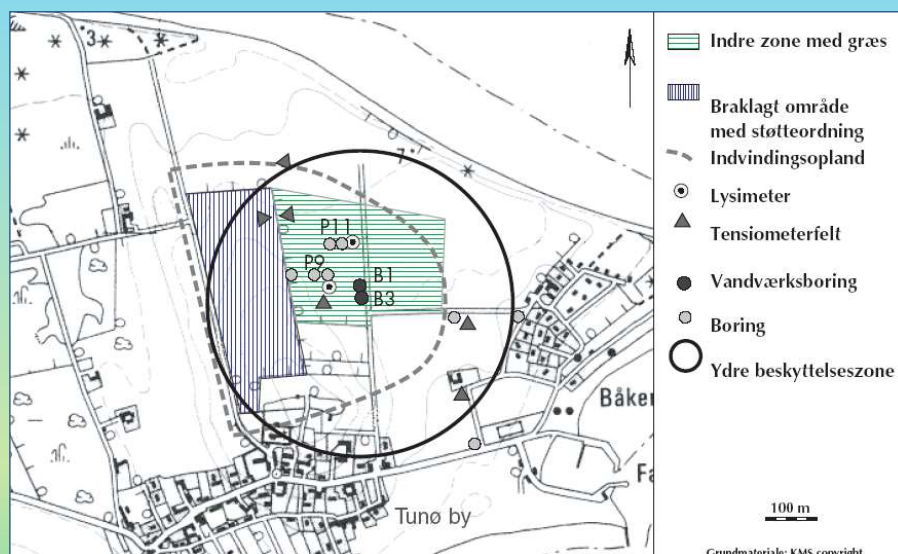 3
7
P11
P9
B1
B3
Båker
Fa
Tunø by
Indre zone med græs
Braklagt område
med støtteordning
Indvindingsopland
Lysimeter
Tensiometerfelt
Vandværksboring
Boring
Ydre beskyttelseszone
100 m
Grundmateriale: KMS copyright